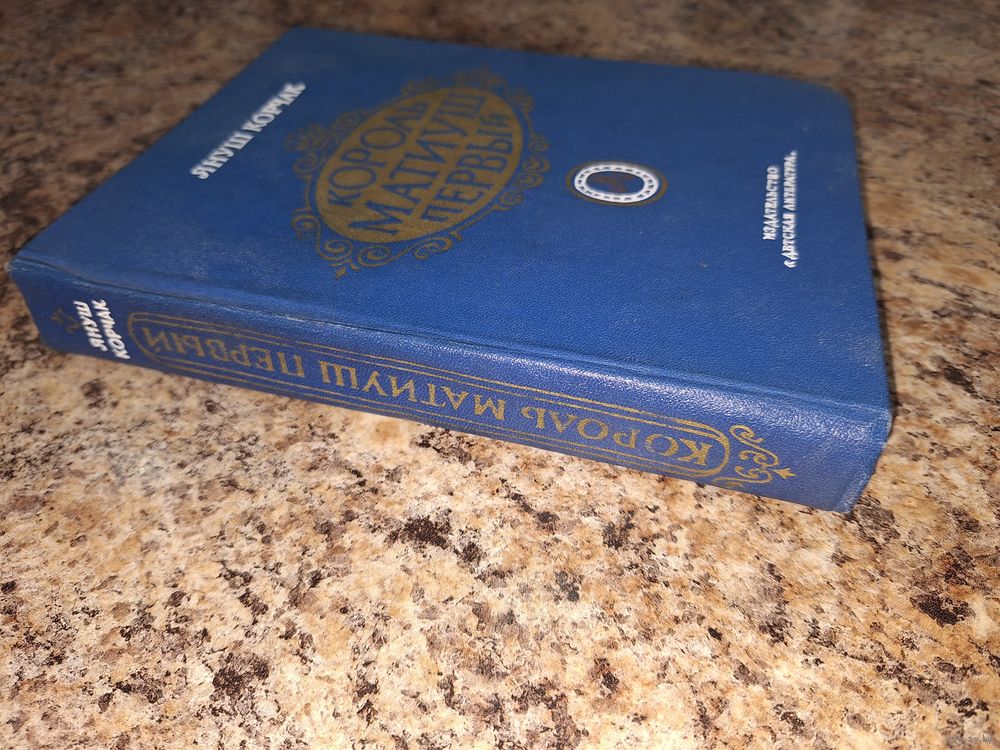 ЯНУШ КОРЧАК
КОРОЛЬ
МАТИУШ
ПЕРВЫЙ
ИЗДАТЕЛЬСТВО
«ДЕТСКАЯ ЛИТЕРАТУРА»
ЯНУШ
КОРЧАК
КОРОЛЬ МАТИУШ ПЕРВЫЙ